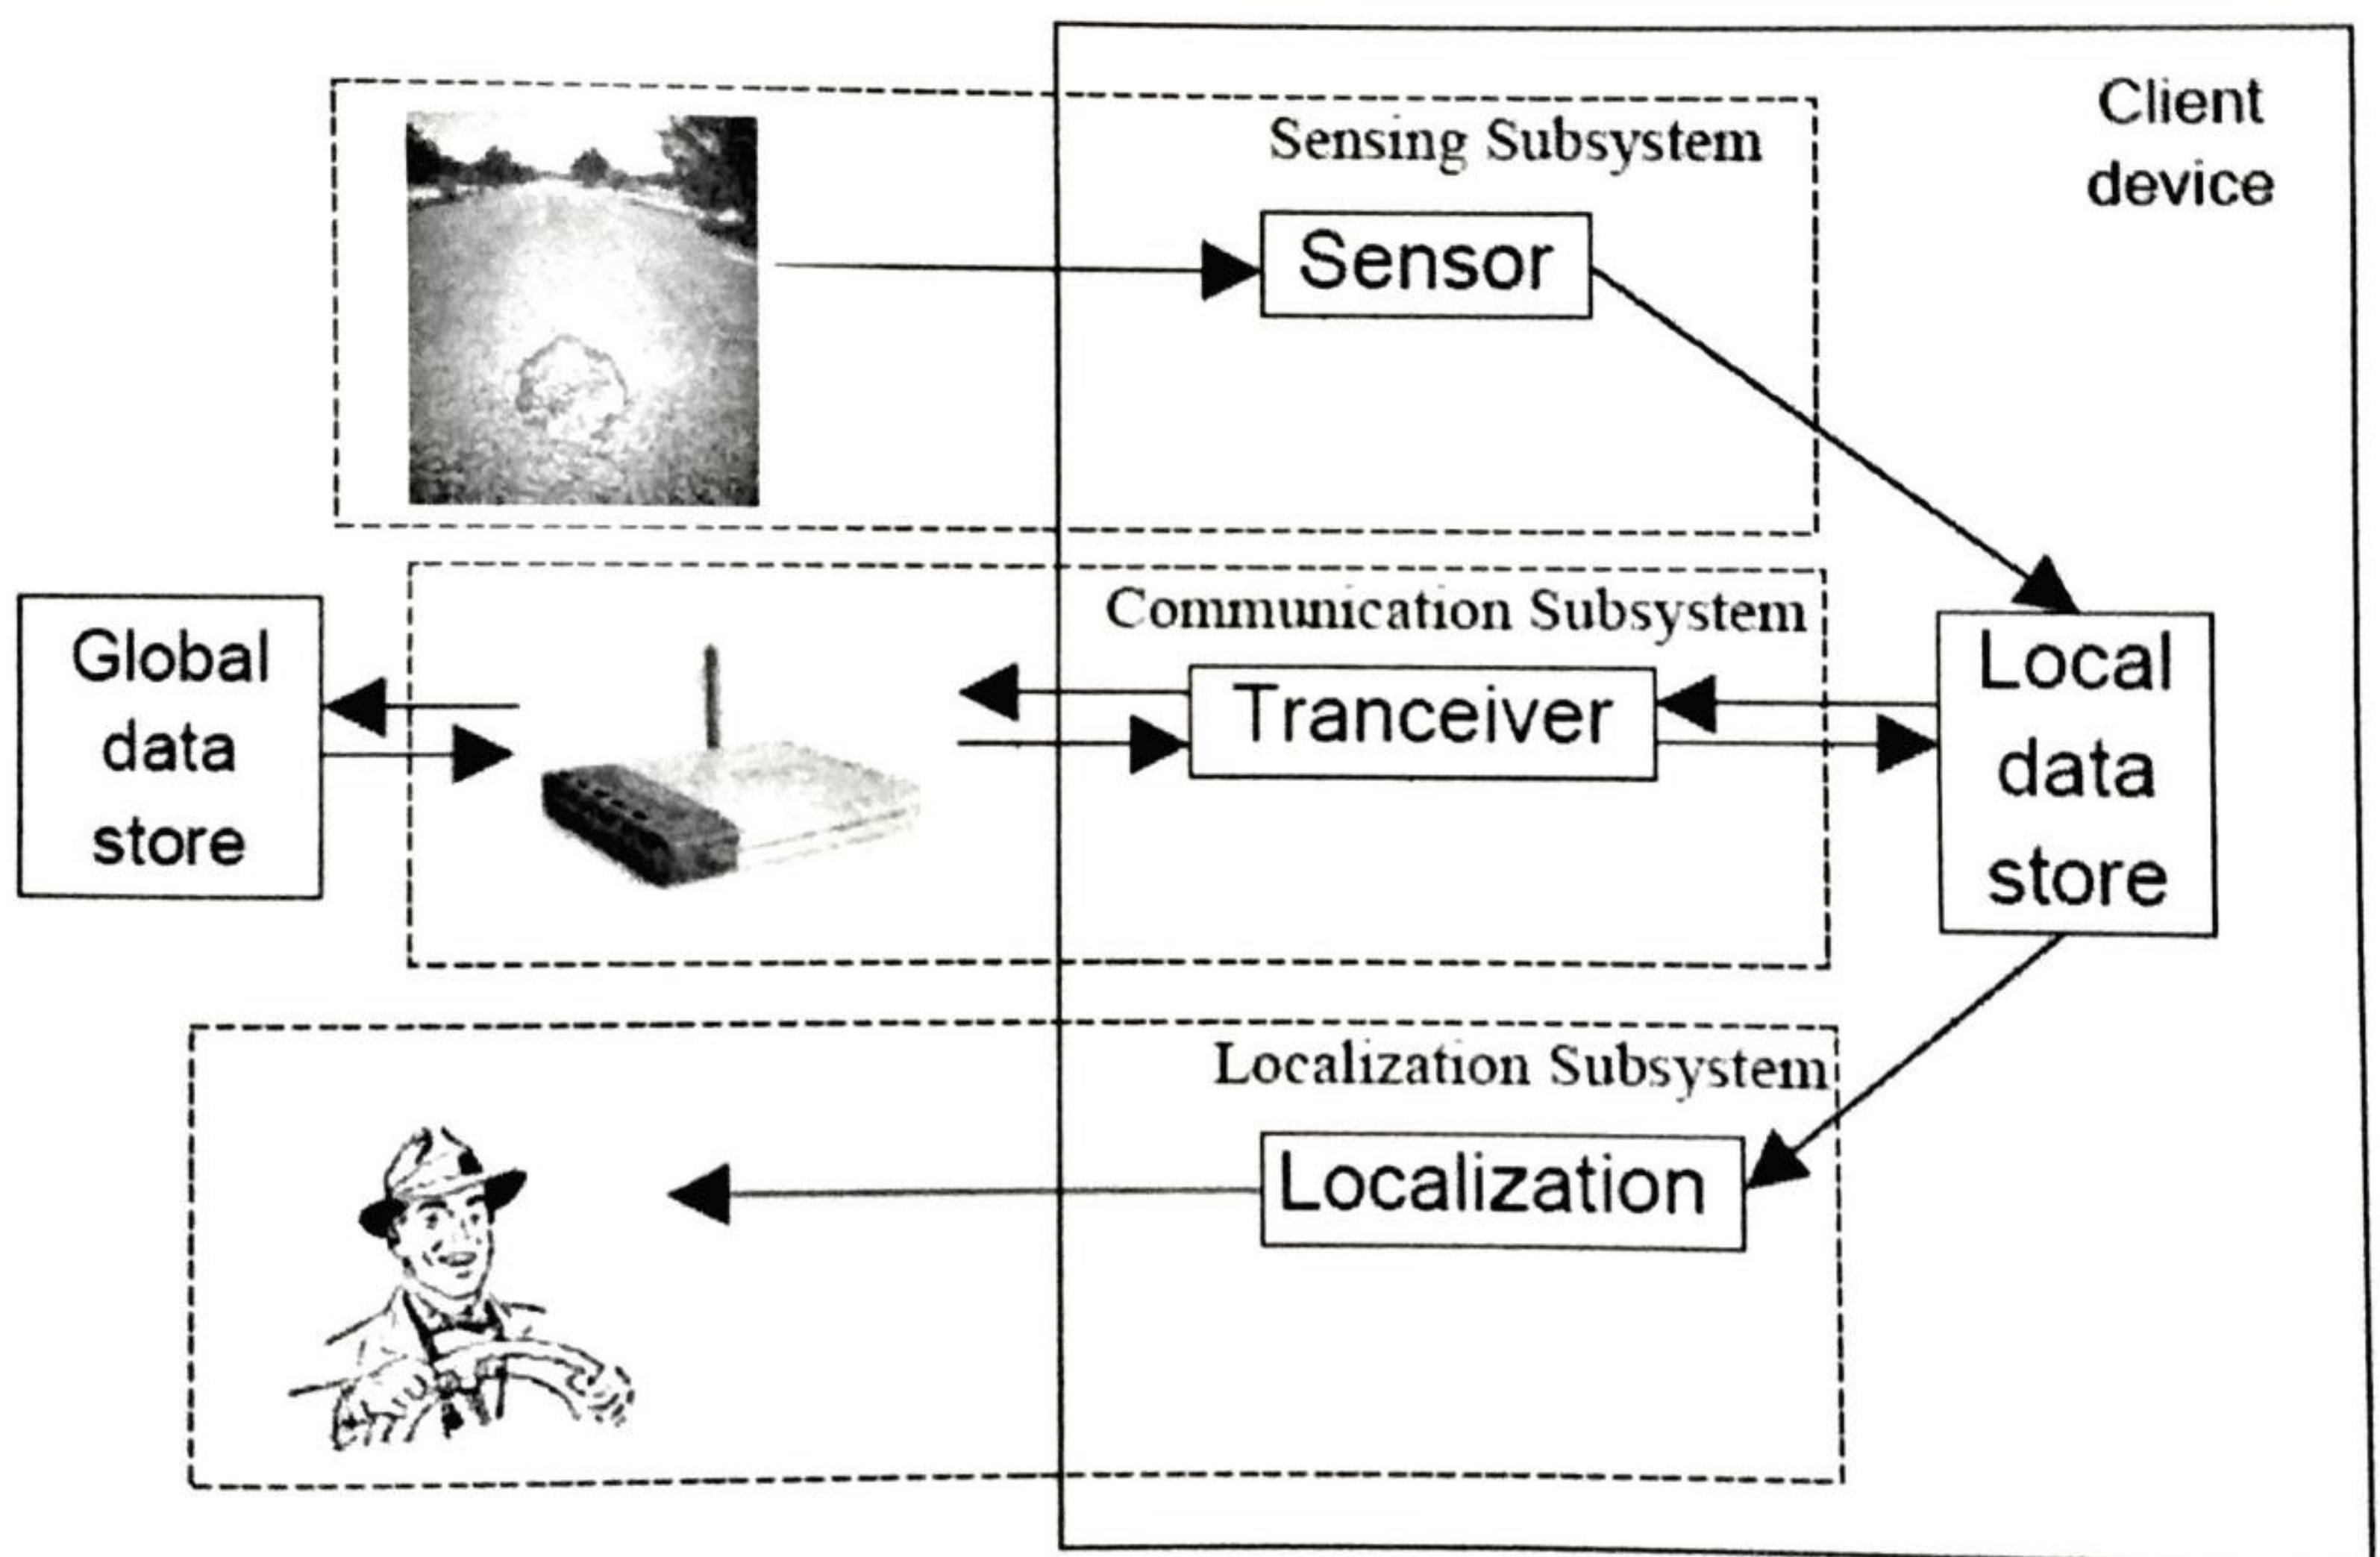 Client
device
Sensing Subsystem
Sensor
Communication Subsystem
Global
data
store
Tranceiver
Local
data
store
Localization Subsystem
Localization